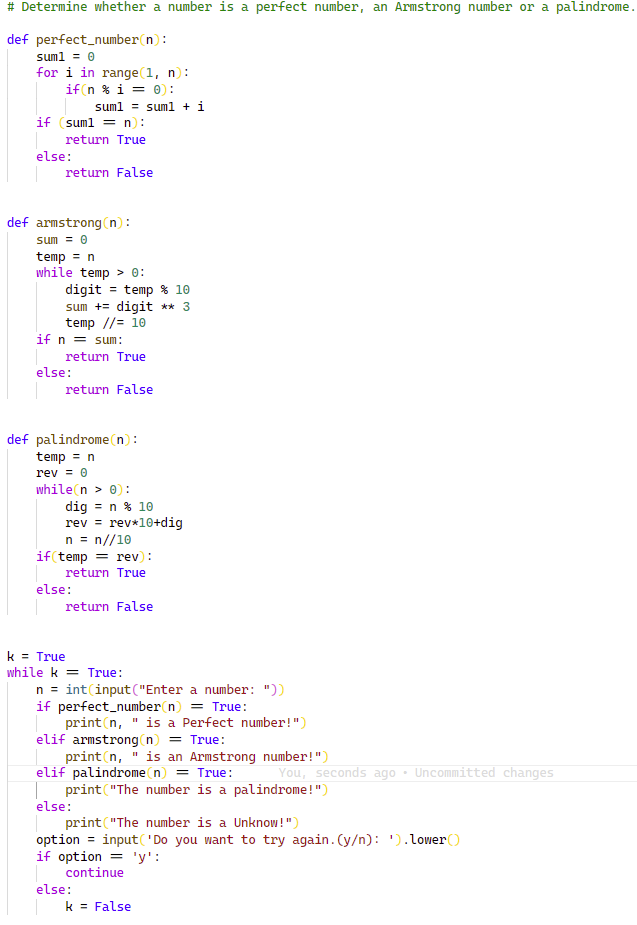 # Determine whether a number is a perfect number, an Armstrong number or a palindrome.
def perfect_number(n):
    sum1 = 0
    for i in range(1, n):
        if(n % i == 0):
            sum1 = sum1 + i
    if (sum1 == n):
        return True
    else:
        return False
def armstrong(n):
    sum = 0
    temp = n
    while temp > 0:
        digit = temp % 10
        sum += digit ** 3
        temp //= 10
    if n == sum:
        return True
    else:
        return False
def palindrome(n):
    temp = n
    rev = 0
    while(n > 0):
        dig = n % 10
        rev = rev*10+dig
        n = n//10
    if(temp == rev):
        return True
    else:
        return False
k = True
while k == True:
    n = int(input("Enter a number: "))
    if perfect_number(n) == True:
        print(n, " is a Perfect number!")
    elif armstrong(n) == True:
        print(n, " is an Armstrong number!")
    elif palindrome(n) == True: You, seconds ago • Uncommitted changes
        print("The number is a palindrome!")
    else:
        print("The number is a Unknow!")
    option = input('Do you want to try again.(y/n): ').lower()
    if option == 'y':
        continue
    else:
        k = False